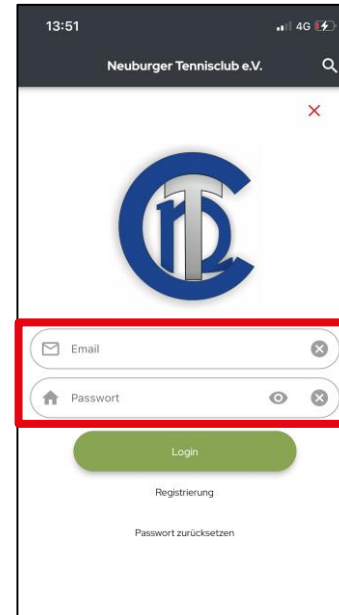 13:51 4G
Neuburger Tennisclub e.V.
Email
Passwort
Login
Registrierung
Passwort zurücksetzen